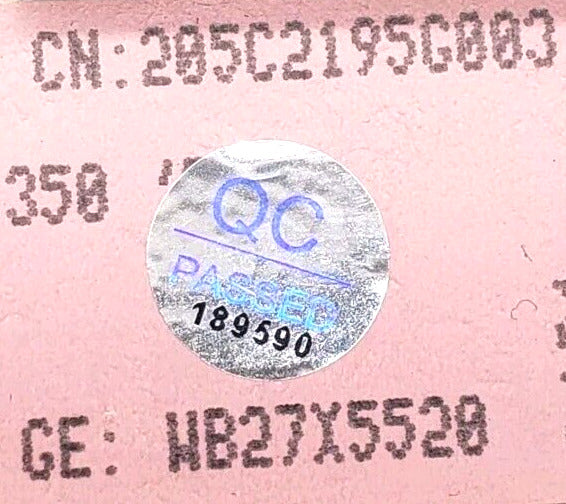 CN:205C2195G003
350
QC
PASSED
189590
GE: WB27X5520